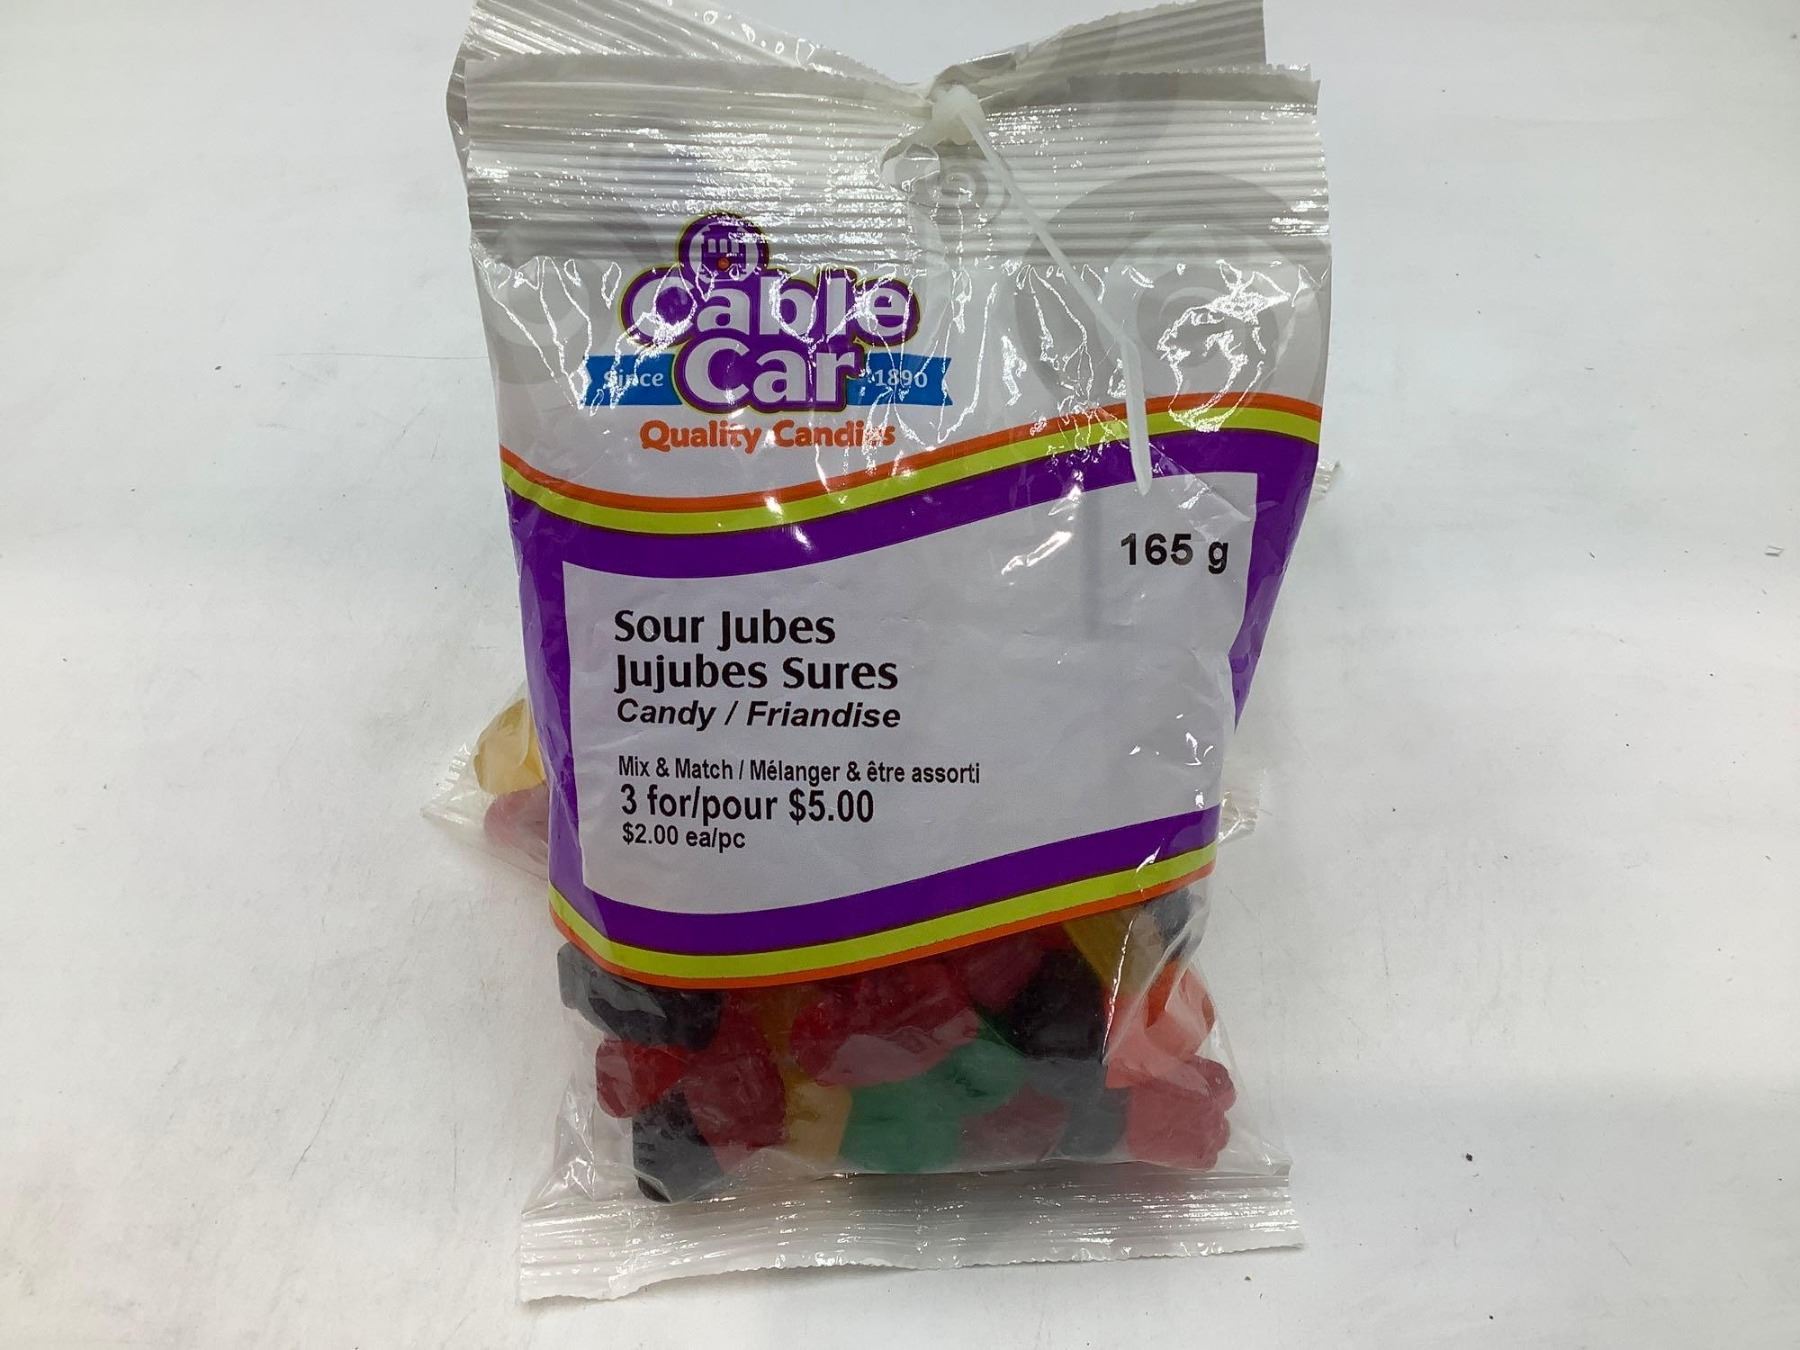 Cable
Car
Since 1890
Quality Candies
165 g
Sour Jubes
Jujubes Sures
Candy / Friandise
Mix & Match / Mélanger & être assorti
3 for/pour $5.00
$2.00 ea/pc